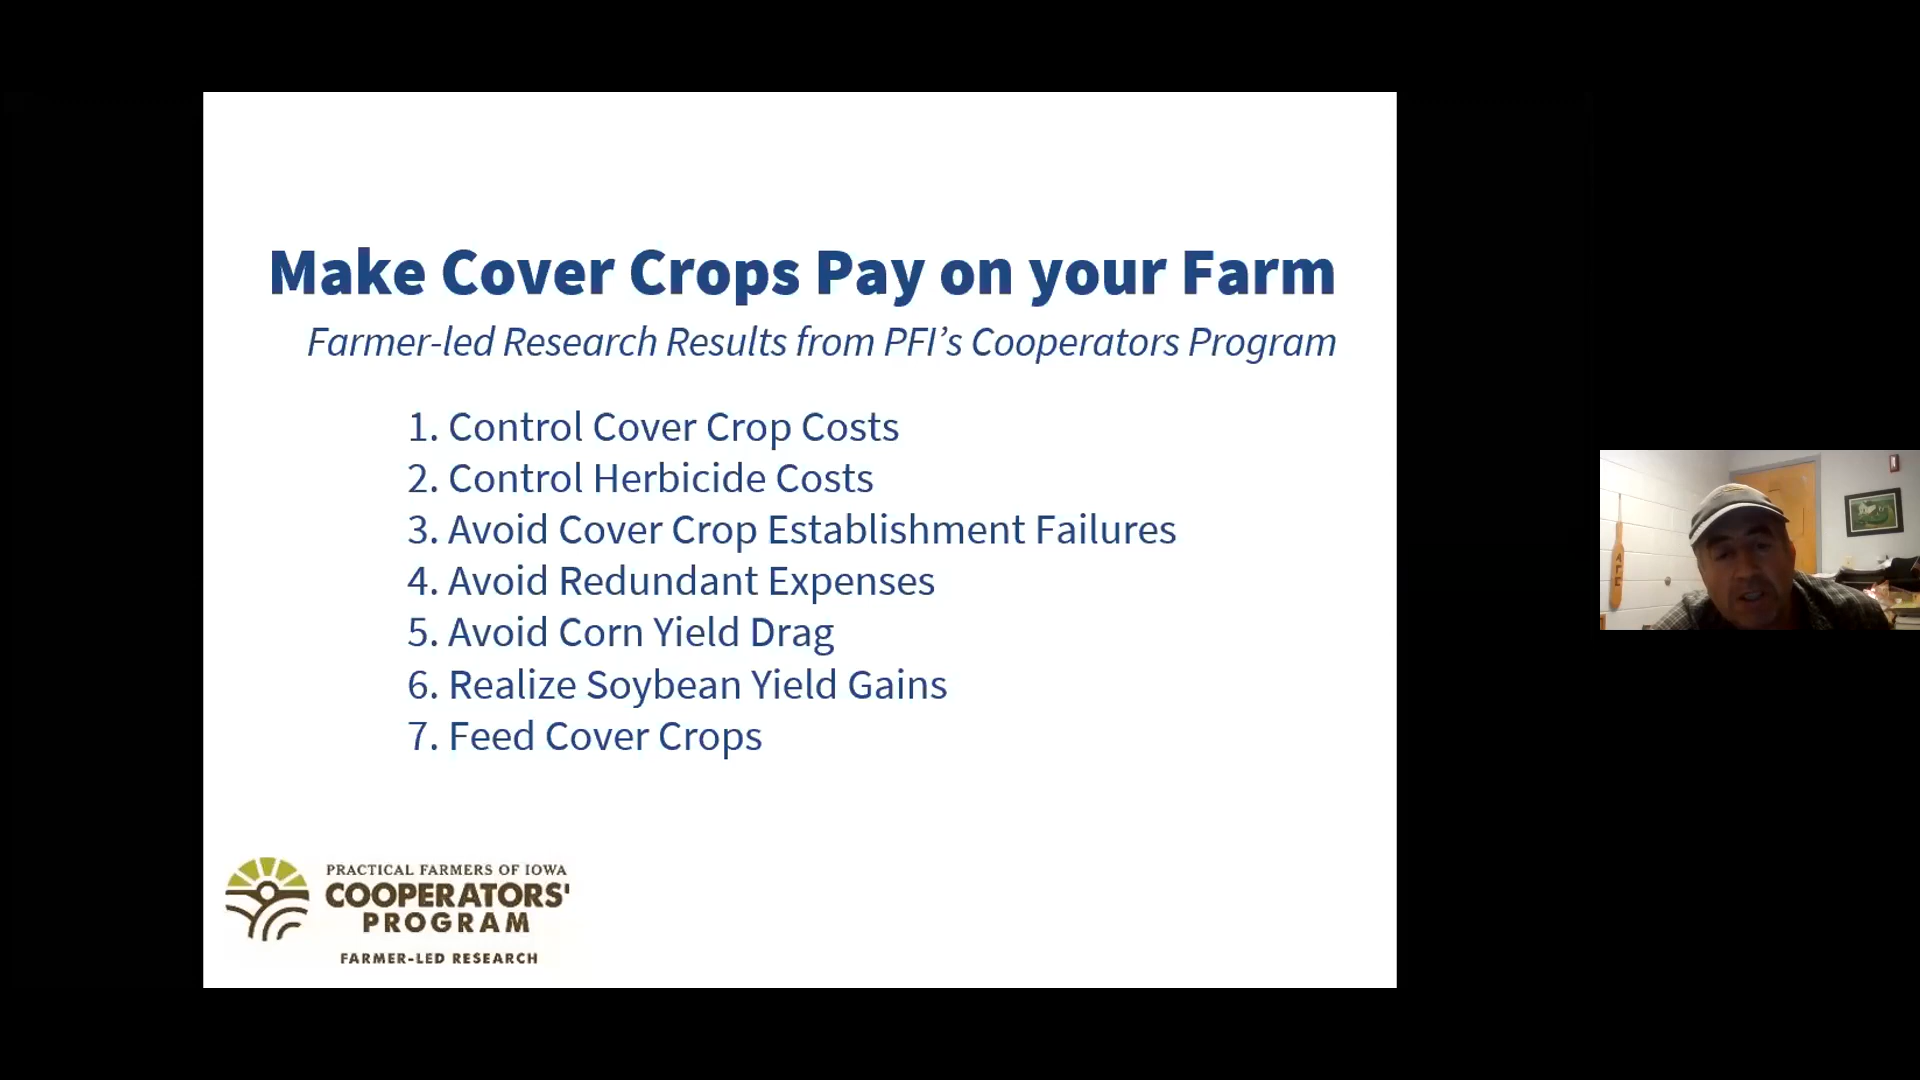 Make Cover Crops Pay on your Farm
Farmer-led Research Results from PFI’s Cooperators Program
1. Control Cover Crop Costs
2. Control Herbicide Costs
3. Avoid Cover Crop Establishment Failures
4. Avoid Redundant Expenses
5. Avoid Corn Yield Drag
6. Realize Soybean Yield Gains
7. Feed Cover Crops
PRACTICAL FARMERS OF IOWA
COOPERATORS'
PROGRAM
FARMER-LED RESEARCH